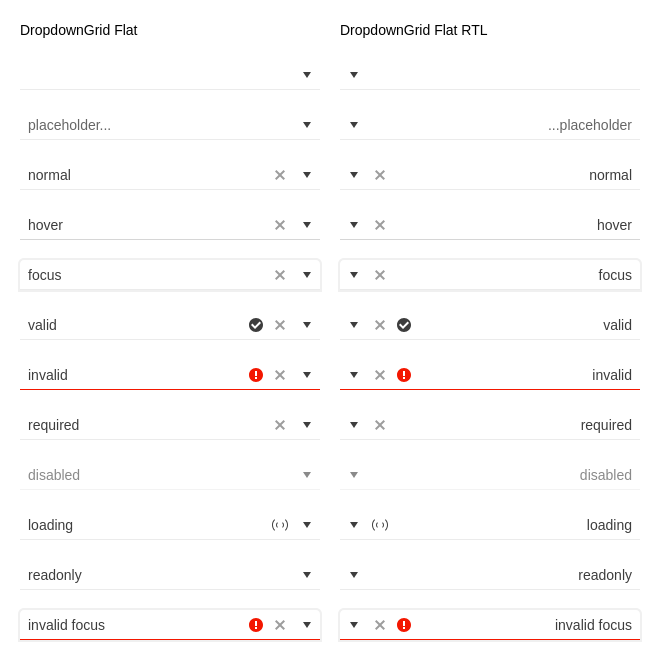 DropdownGrid Flat
placeholder...
normal
hover
focus
valid
invalid
required
disabled
loading
readonly
invalid focus
DropdownGrid Flat RTL
...placeholder
normal
hover
focus
valid
invalid
required
disabled
loading
readonly
invalid focus